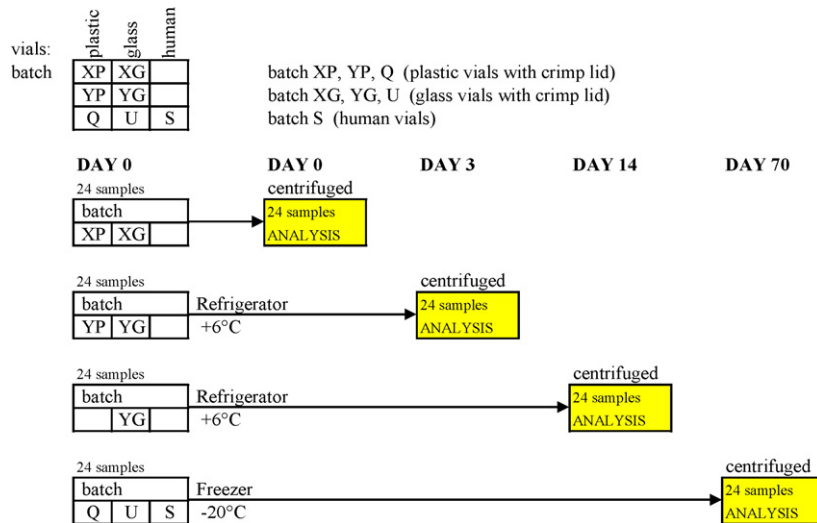 plastic glass human
vials:
batch XP XG batch XP, YP, Q (plastic vials with crimp lid)
YP YG batch XG, YG, U (glass vials with crimp lid)
Q U S batch S (human vials)
DAY 0 DAY 0 DAY 3 DAY 14 DAY 70
24 samples centrifuged
batch 24 samples
XP XG ANALYSIS
24 samples centrifuged
batch Refrigerator 24 samples
YP YG +6°C ANALYSIS
24 samples centrifuged
batch Refrigerator 24 samples
YG +6°C ANALYSIS
24 samples centrifuged
batch Freezer 24 samples
Q U S -20°C ANALYSIS